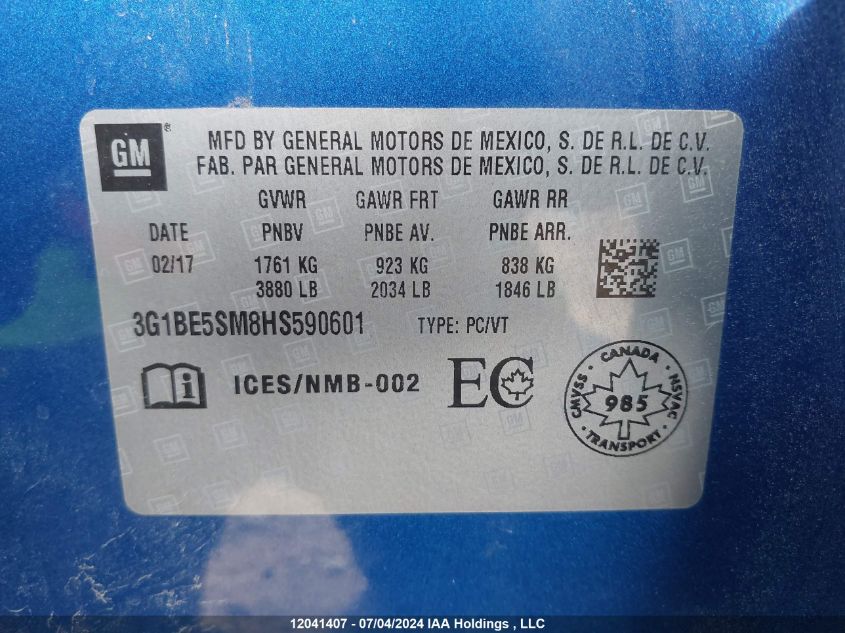 GM ® MFD BY GENERAL MOTORS DE MEXICO, S. DE R.L. DE C.V.
FAB. PAR GENERAL MOTORS DE MEXICO, S. DE R.L. DE C.V.
GVWR GAWR FRT GAWR RR
DATE PNBV PNBE AV. PNBE ARR.
02/17 1761 KG 923 KG 838 KG
3880 LB 2034 LB 1846 LB
3G1BE5SM8HS590601 TYPE: PC/VT
i ICES/NMB-002 EC
CANADA
CMVSS 985 NSVAC
TRANSPORT
12041407 - 07/04/2024 IAA Holdings , LLC